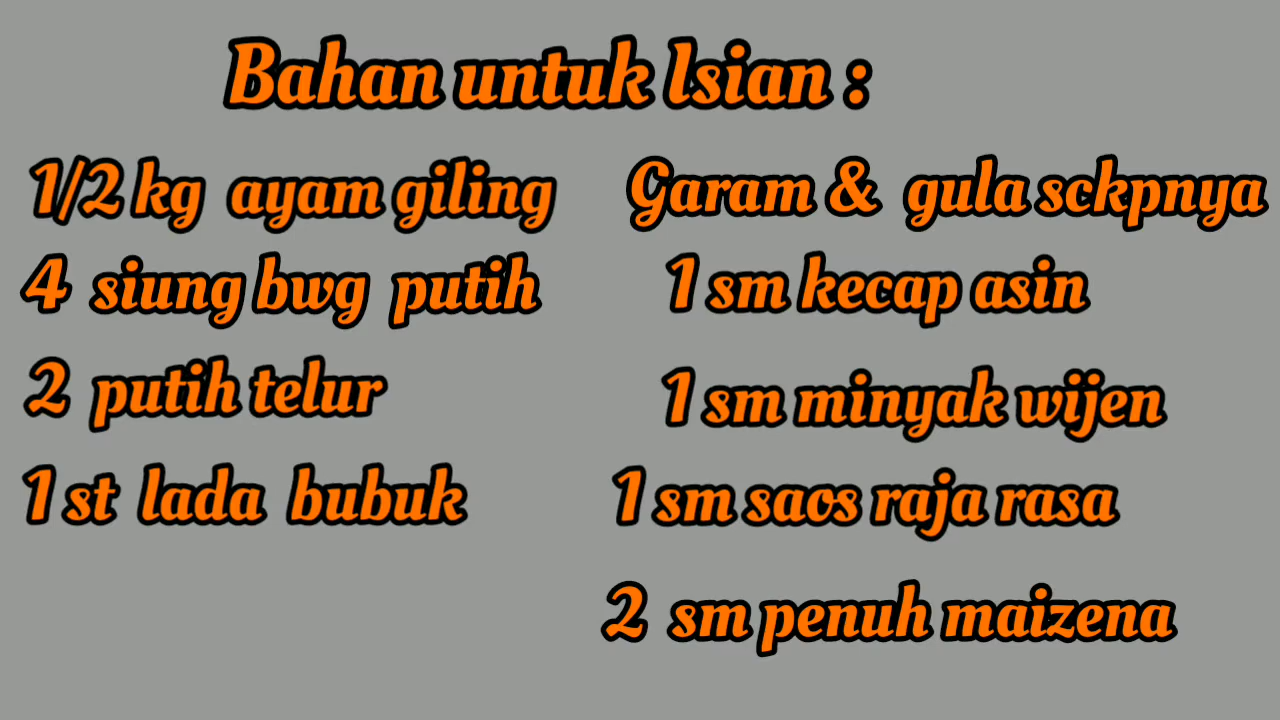 Bahan untuk Isian :
1/2 kg ayam giling
4 siung bwg putih
2 putih telur
1 st lada bubuk
Garam & gula sckpnya
1 sm kecap asin
1 sm minyak wijen
1 sm saos raja rasa
2 sm penuh maizena